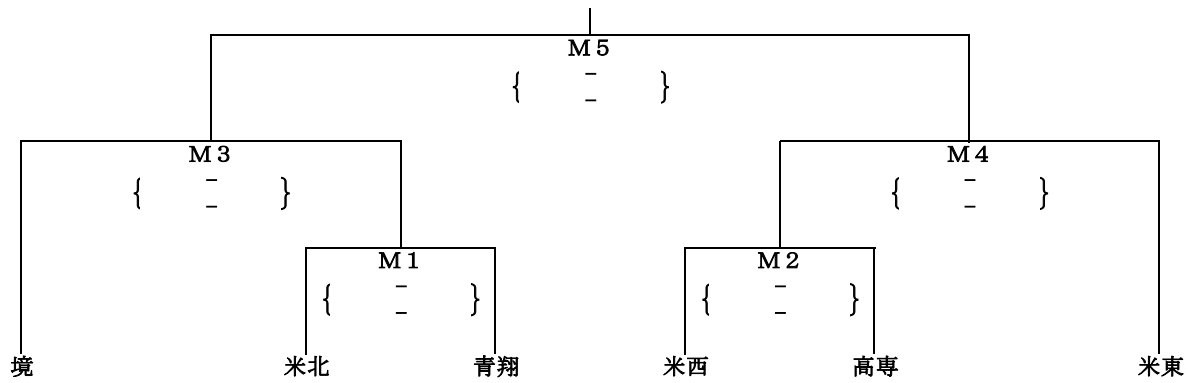 M5
{ - }
-
M3 M4
{ - } { - }
- -
M1 M2
{ - } { - }
- -
境 米北 青翔 米西 高専 米東